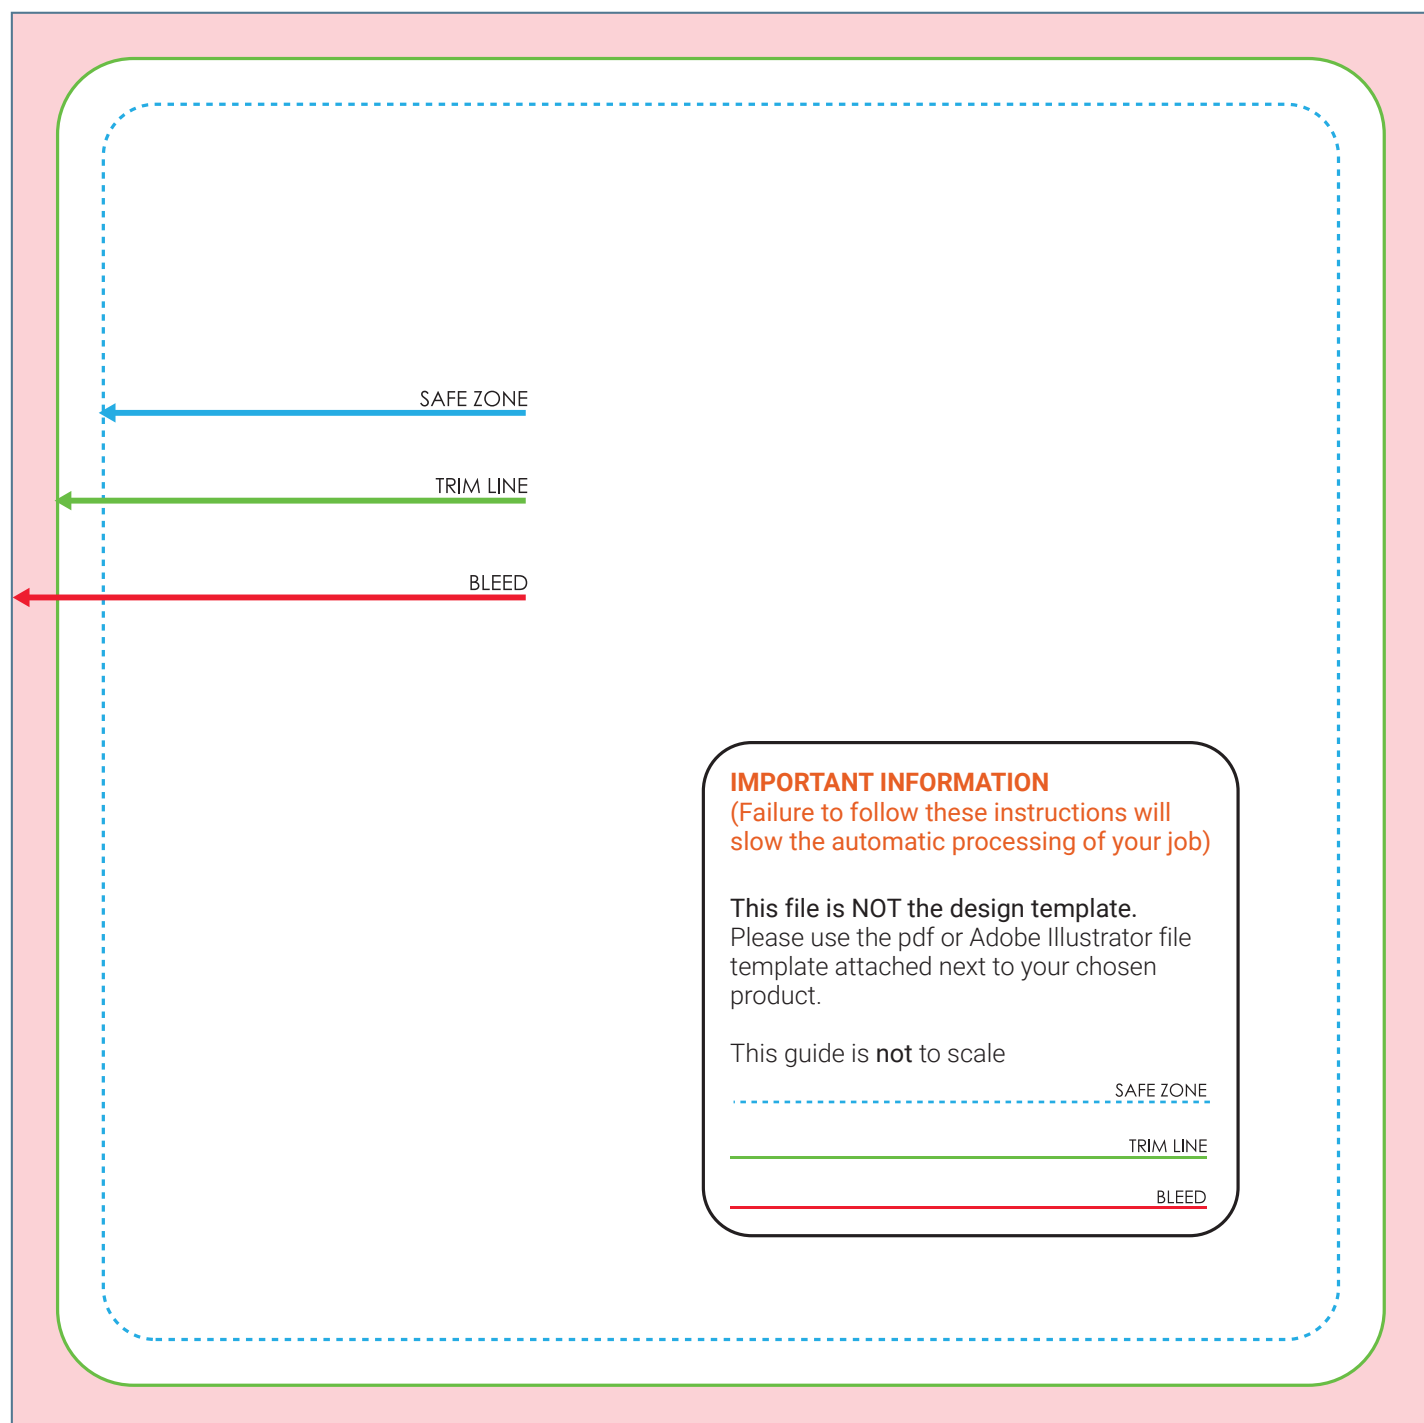 SAFE ZONE
TRIM LINE
BLEED
IMPORTANT INFORMATION
(Failure to follow these instructions will
slow the automatic processing of your job)
This file is NOT the design template.
Please use the pdf or Adobe Illustrator file
template attached next to your chosen
product.
This guide is not to scale
SAFE ZONE
TRIM LINE
BLEED